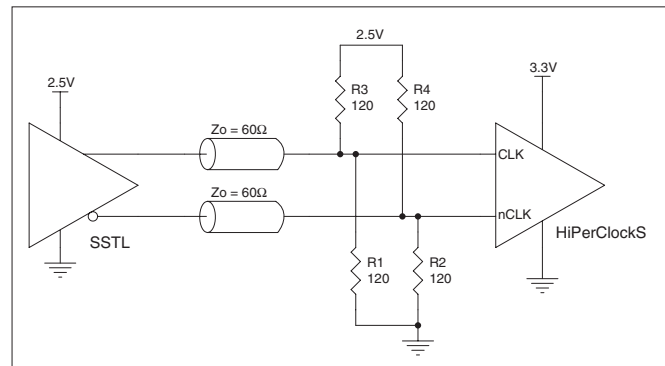 2.5V
2.5V
3.3V
R3
120
R4
120
Zo = 60Ω
CLK
Zo = 60Ω
nCLK
SSTL
HiPerClockS
R1
120
R2
120